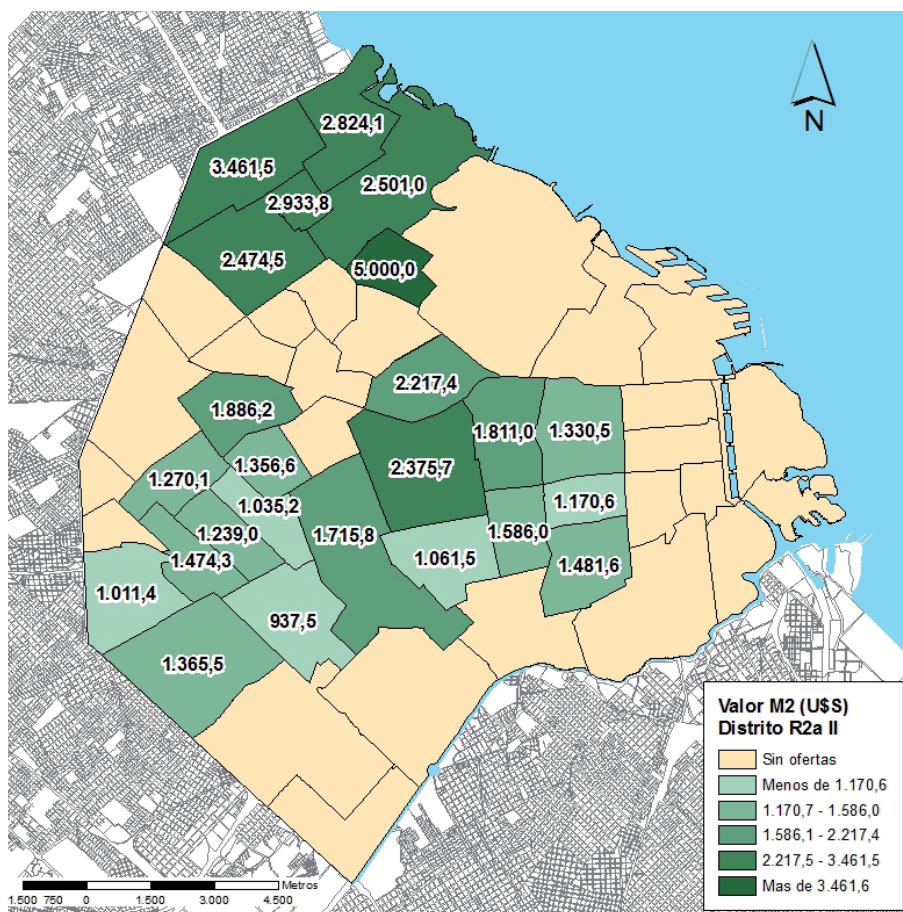 N
2.824,1
3.461,5
2.501,0
2.933,8
2.474,5
5.000,0
2.217,4
1.886,2
1.811,0
1.330,5
1.356,6
2.375,7
1.270,1
1.035,2
1.170,6
1.239,0
1.715,8
1.586,0
1.474,3
1.061,5
1.481,6
1.011,4
937,5
1.365,5
Valor M2 (U$S)
Distrito R2a II
Sin ofertas
Menos de 1.170,6
1.170,7 - 1.586,0
1.586,1 - 2.217,4
2.217,5 - 3.461,5
Mas de 3.461,6
Metros
1.500 750 0 1.500 3.000 4.500